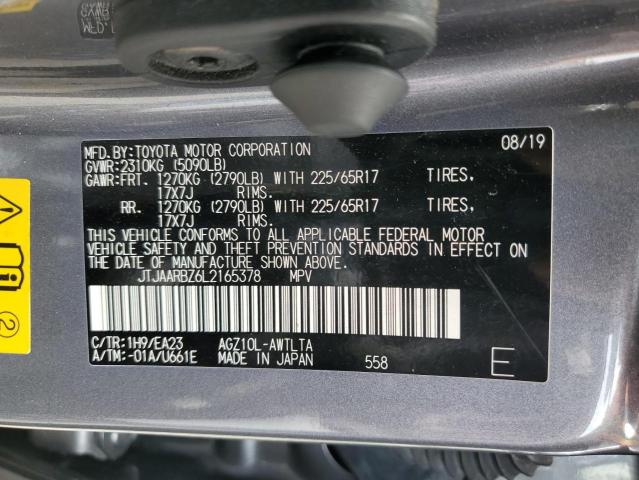 MFD.
MFD.BY:TOYOTA MOTOR CORPORATION 08/19
GVWR:2310KG (5090LB)
GAWR:FRT. 1270KG (2790LB) WITH 225/65R17 TIRES,
17X7J RIMS.
RR. 1270KG (2790LB) WITH 225/65R17 TIRES,
17X7J RIMS.
THIS VEHICLE CONFORMS TO ALL APPLICABLE FEDERAL MOTOR
VEHICLE SAFETY AND THEFT PREVENTION STANDARDS IN EFFECT ON
THE DATE OF MANUFACTURE SHOWN ABOVE.
JTJAARBZ6L2165378 MPV
C/TR:1H9/EA23 AGZ10L-AWTLTA
A/TM:-01A/U661E MADE IN JAPAN 558 E
2